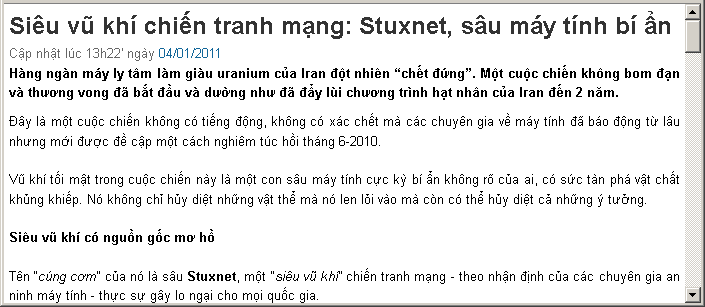 Siêu vũ khí chiến tranh mạng: Stuxnet, sâu máy tính bí ẩn
Cập nhật lúc 13h22' ngày 04/01/2011
Hàng ngàn máy ly tâm làm giàu uranium của Iran đột nhiên “chết đứng”. Một cuộc chiến không bom đạn
và thương vong đã bắt đầu và dường như đã đẩy lùi chương trình hạt nhân của Iran đến 2 năm.
Đây là một cuộc chiến không có tiếng động, không có xác chết mà các chuyên gia về máy tính đã báo động từ lâu
nhưng mới được đề cập một cách nghiêm túc hồi tháng 6-2010.
Vũ khí tối mật trong cuộc chiến này là một con sâu máy tính cực kỳ bí ẩn không rõ của ai, có sức tàn phá vật chất
khủng khiếp. Nó không chỉ hủy diệt những vật thể mà nó len lỏi vào mà còn có thể hủy diệt cả những ý tưởng.
Siêu vũ khí có nguồn gốc mơ hồ
Tên "cúng cơm" của nó là sâu Stuxnet, một "siêu vũ khí" chiến tranh mạng - theo nhận định của các chuyên gia an
ninh máy tính - thực sự gây lo ngại cho mọi quốc gia.